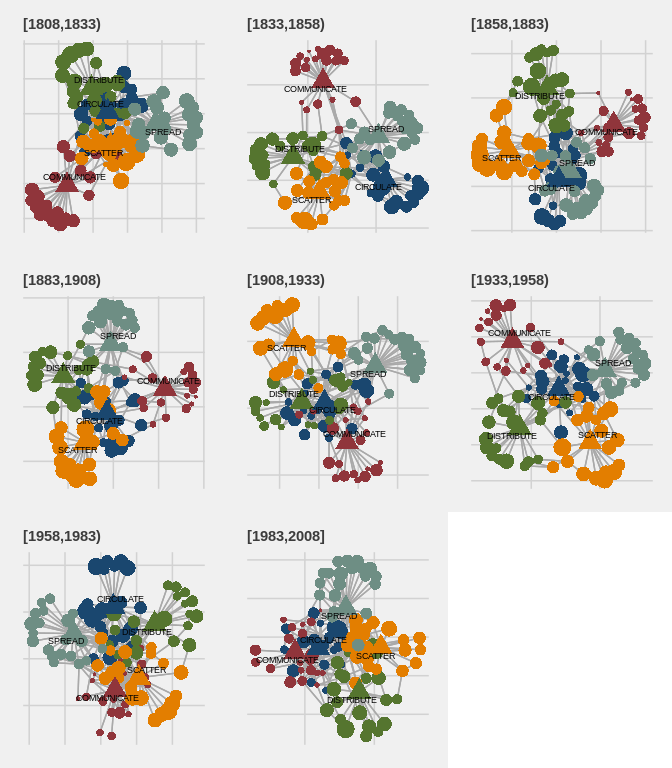 [1808,1833)
DISTRIBUTE
CIRCULATE
SPREAD
SCATTER
COMMUNICATE
[1833,1858)
COMMUNICATE
SPREAD
DISTRIBUTE
CIRCULATE
SCATTER
[1858,1883)
DISTRIBUTE
COMMUNICATE
SCATTER
SPREAD
CIRCULATE
[1883,1908)
SPREAD
DISTRIBUTE
COMMUNICATE
CIRCULATE
SCATTER
[1908,1933)
SCATTER
SPREAD
DISTRIBUTE
CIRCULATE
COMMUNICATE
[1933,1958)
COMMUNICATE
SPREAD
CIRCULATE
DISTRIBUTE
SCATTER
[1958,1983)
CIRCULATE
DISTRIBUTE
SPREAD
SCATTER
COMMUNICATE
[1983,2008]
SPREAD
CIRCULATE
SCATTER
COMMUNICATE
DISTRIBUTE